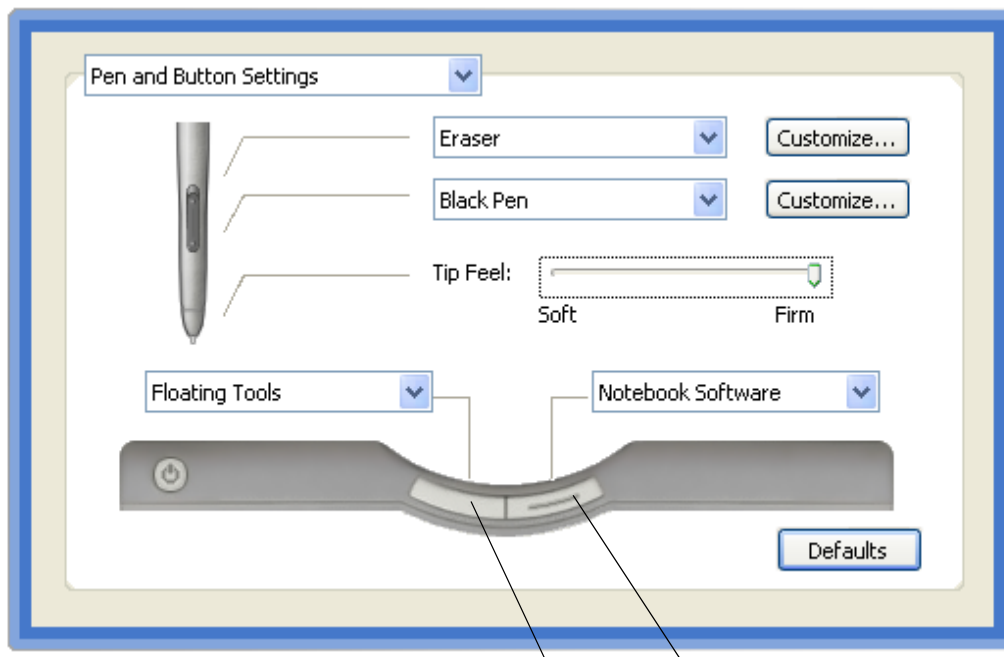 Pen and Button Settings
Eraser
Customize...
Black Pen
Customize...
Tip Feel:
Soft
Firm
Floating Tools
Notebook Software
Defaults